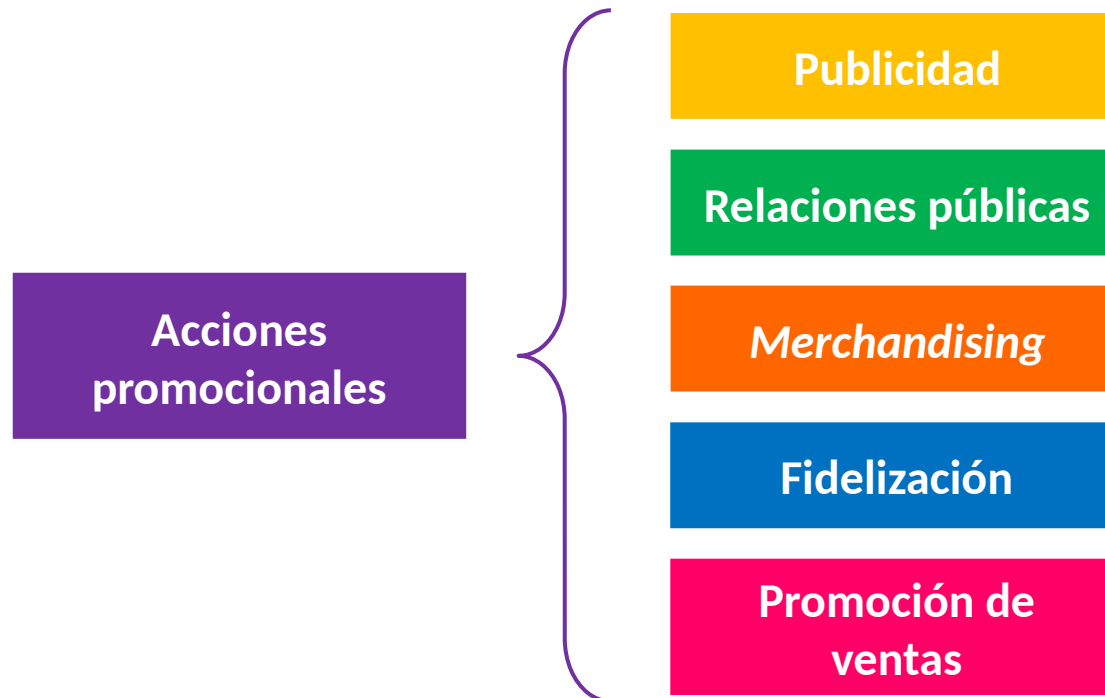 Publicidad
Relaciones públicas
Acciones
promocionales
Merchandising
Fidelización
Promoción de
ventas